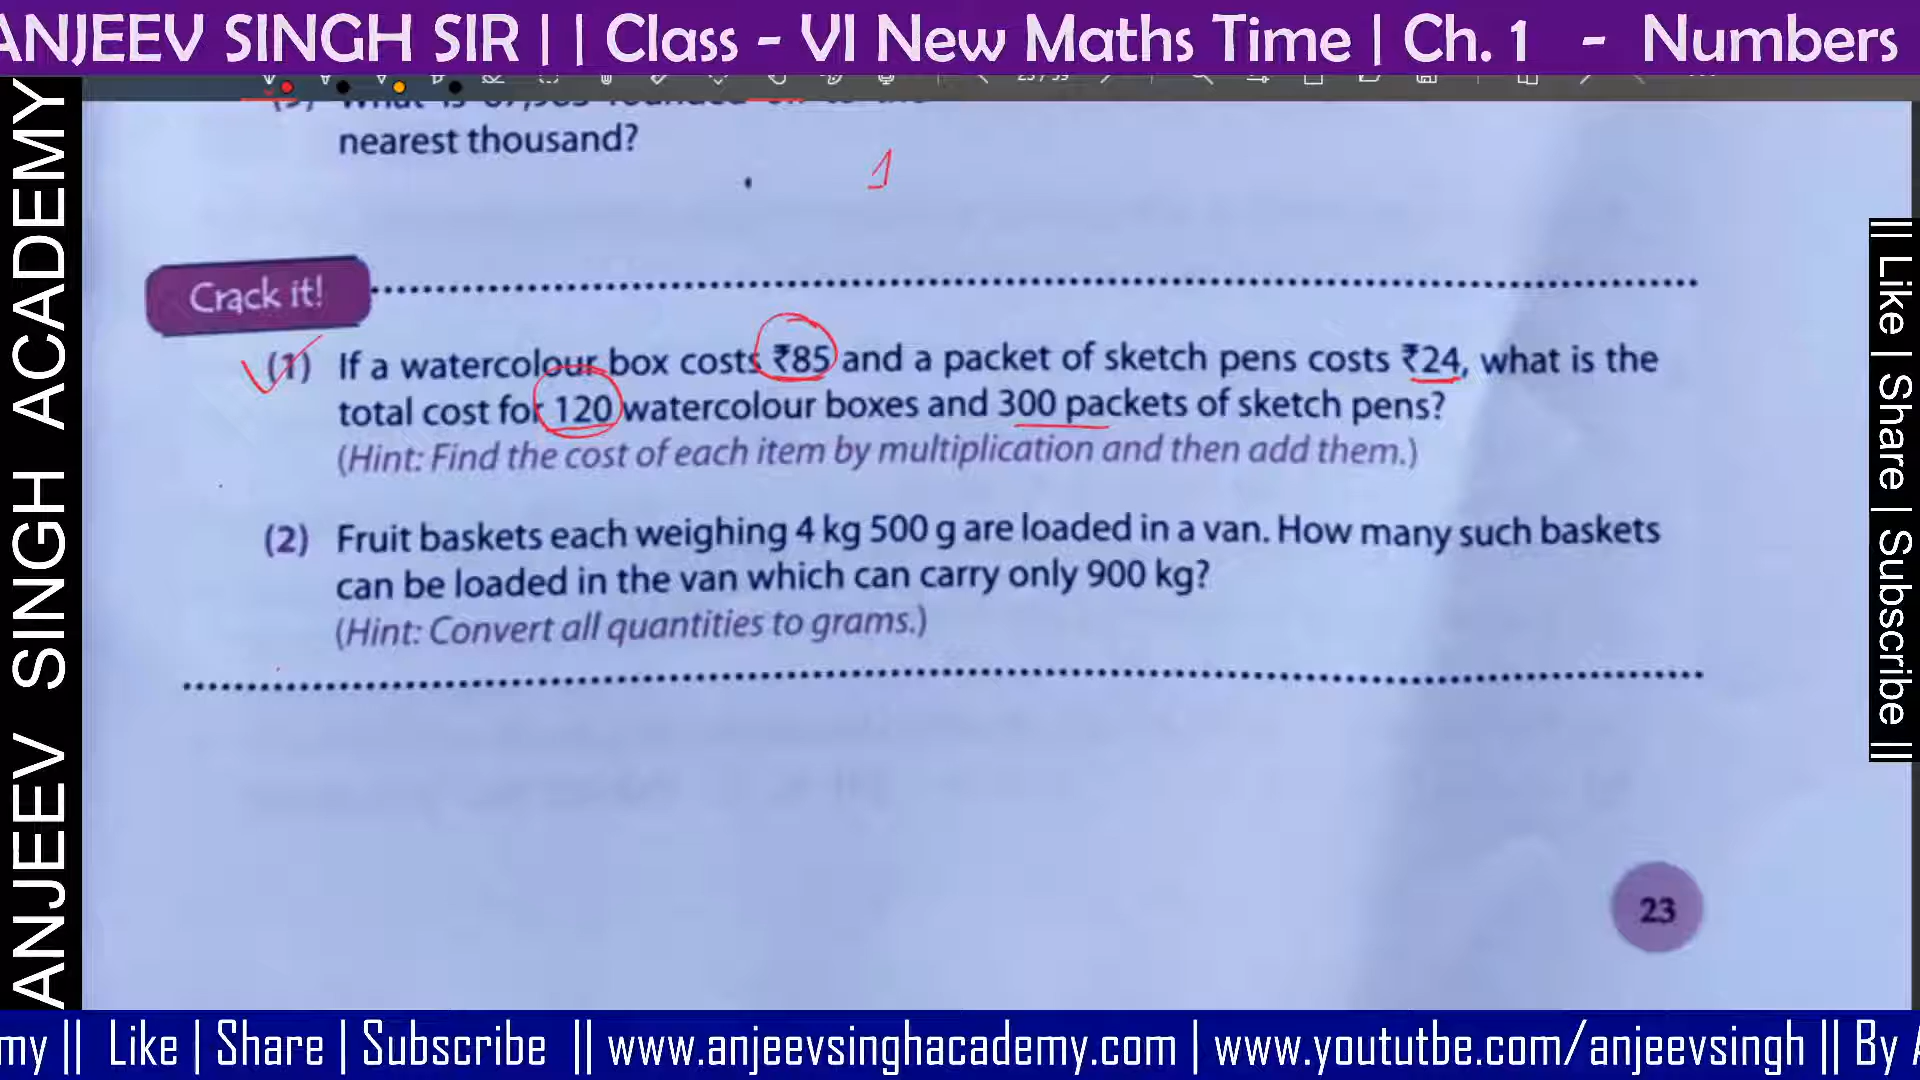 ANJEEV SINGH SIR | | Class - VI New Maths Time | Ch. 1 - Numbers
ANJEEV SINGH ACADEMY
nearest thousand?
1
Crack it!
(1) If a watercolour box costs ₹85 and a packet of sketch pens costs ₹24, what is the
total cost for 120 watercolour boxes and 300 packets of sketch pens?
(Hint: Find the cost of each item by multiplication and then add them.)
(2) Fruit baskets each weighing 4 kg 500 g are loaded in a van. How many such baskets
can be loaded in the van which can carry only 900 kg?
(Hint: Convert all quantities to grams.)
23
|| Like | Share | Subscribe ||
my || Like | Share | Subscribe || www.anjeevsinghacademy.com | www.yoututbe.com/anjeevsingh || By A